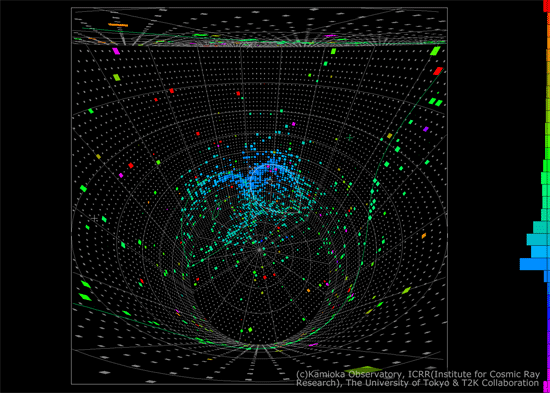 (c)Kamioka Observatory, ICRR(Institute for Cosmic Ray
Research), The University of Tokyo & T2K Collaboration